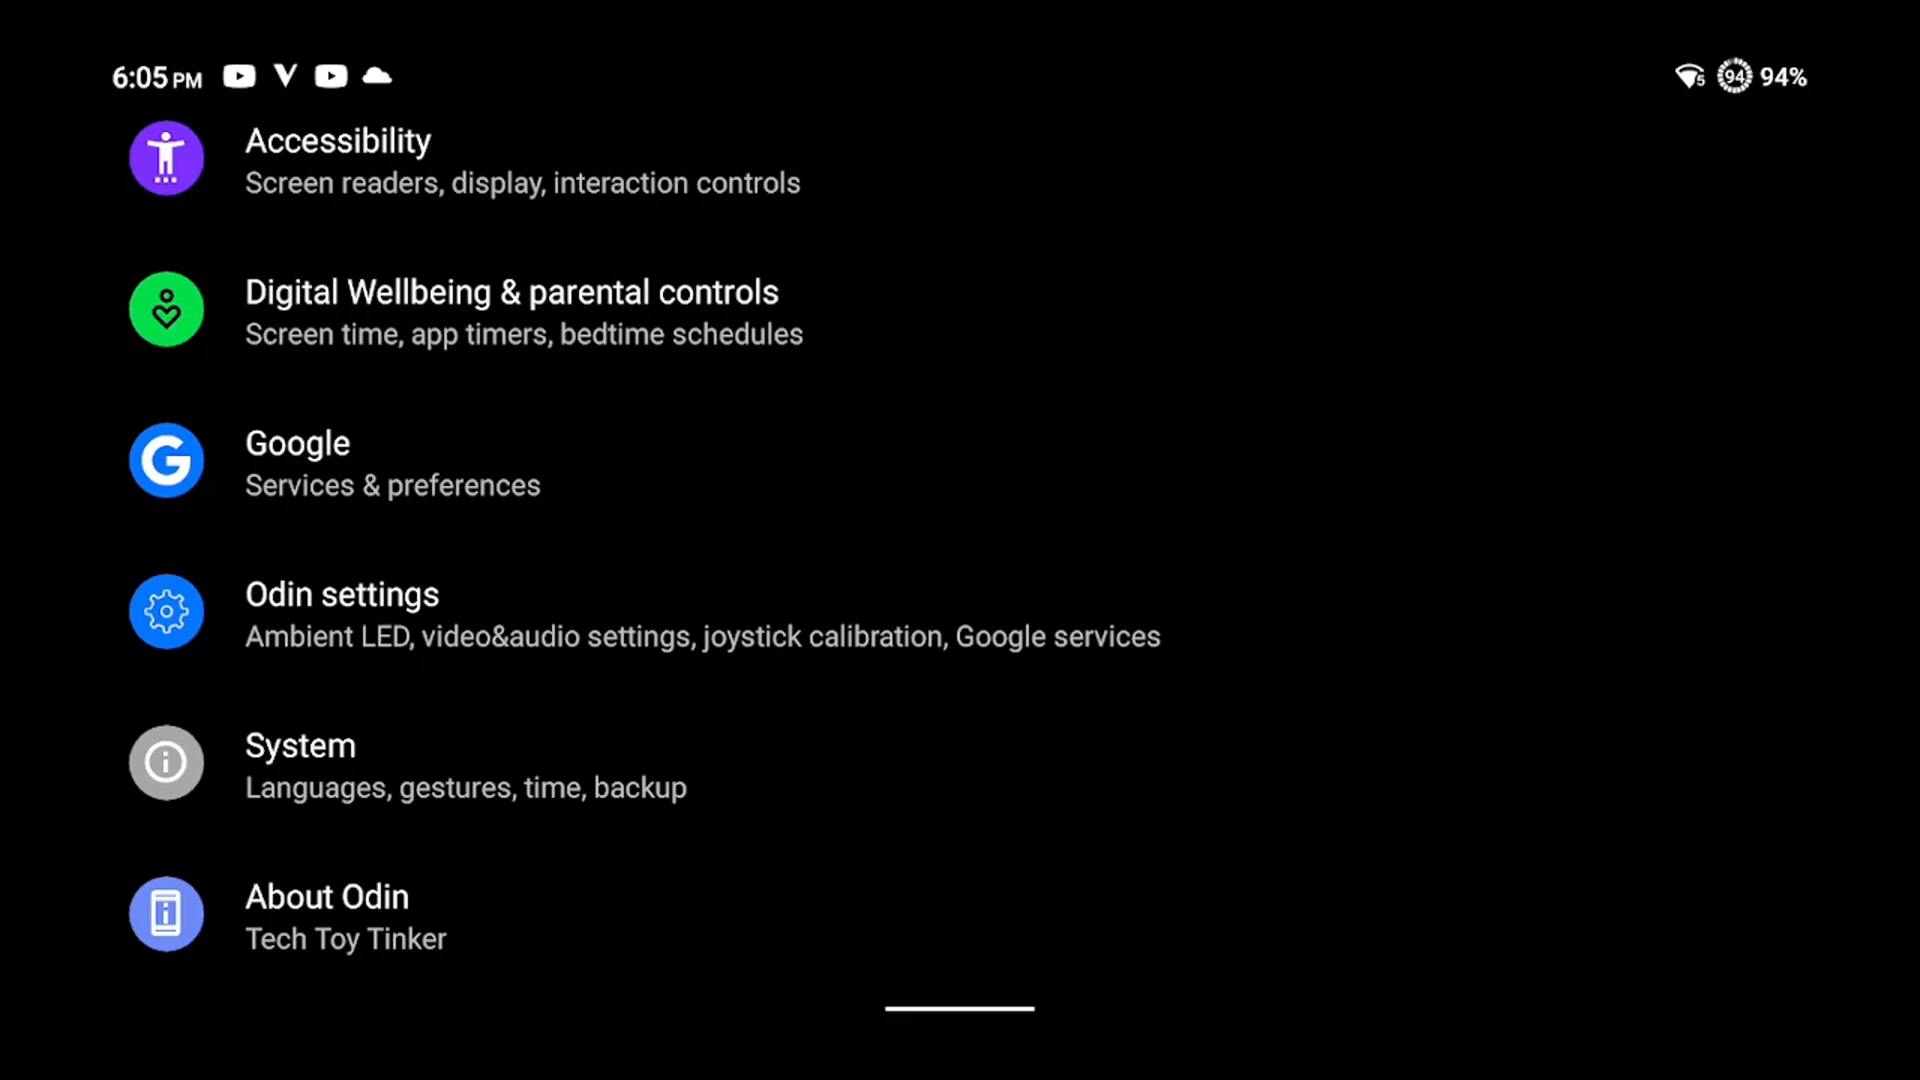 6:05 PM 5 94 94%
Accessibility
Screen readers, display, interaction controls
Digital Wellbeing & parental controls
Screen time, app timers, bedtime schedules
Google
Services & preferences
Odin settings
Ambient LED, video&audio settings, joystick calibration, Google services
System
Languages, gestures, time, backup
About Odin
Tech Toy Tinker